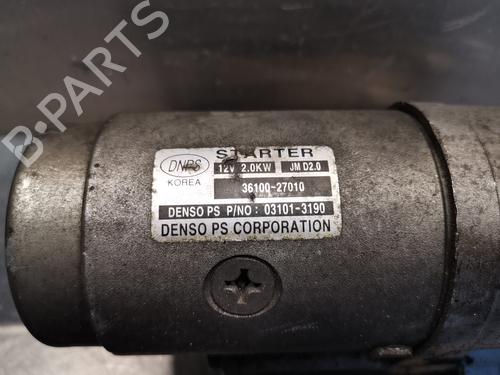 STARTER
DNPS
KOREA
12V 2.0KW
JM D2.0
36100-27010
DENSO PS P/NO : 03101-3190
DENSO PS CORPORATION